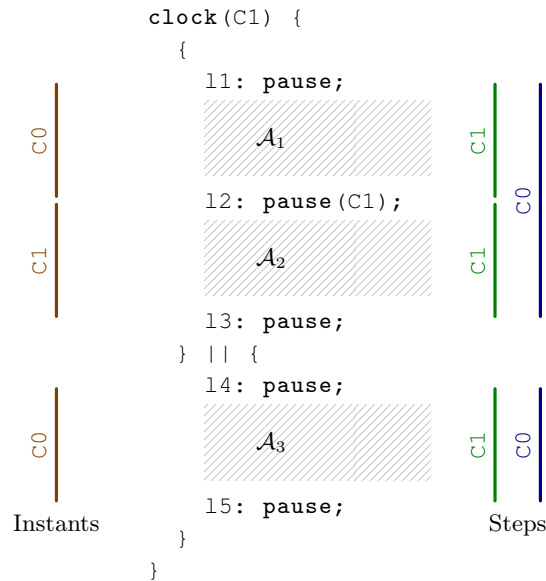 clock(C1) {
{
l1: pause;
C0
A1
C1
C0
l2: pause(C1);
C1
A2
C1
l3: pause;
} || {
l4: pause;
C0
A3
C1
C0
l5: pause;
Instants
Steps
}
}